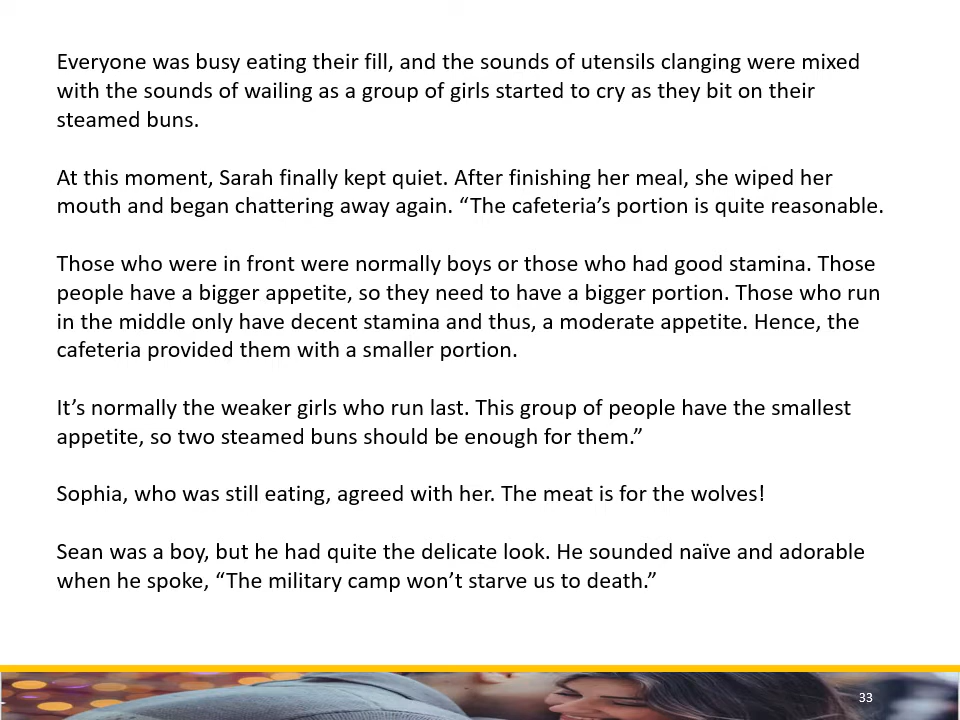 Everyone was busy eating their fill, and the sounds of utensils clanging were mixed
with the sounds of wailing as a group of girls started to cry as they bit on their
steamed buns.
At this moment, Sarah finally kept quiet. After finishing her meal, she wiped her
mouth and began chattering away again. “The cafeteria’s portion is quite reasonable.
Those who were in front were normally boys or those who had good stamina. Those
people have a bigger appetite, so they need to have a bigger portion. Those who run
in the middle only have decent stamina and thus, a moderate appetite. Hence, the
cafeteria provided them with a smaller portion.
It’s normally the weaker girls who run last. This group of people have the smallest
appetite, so two steamed buns should be enough for them.”
Sophia, who was still eating, agreed with her. The meat is for the wolves!
Sean was a boy, but he had quite the delicate look. He sounded naïve and adorable
when he spoke, “The military camp won’t starve us to death.”
33